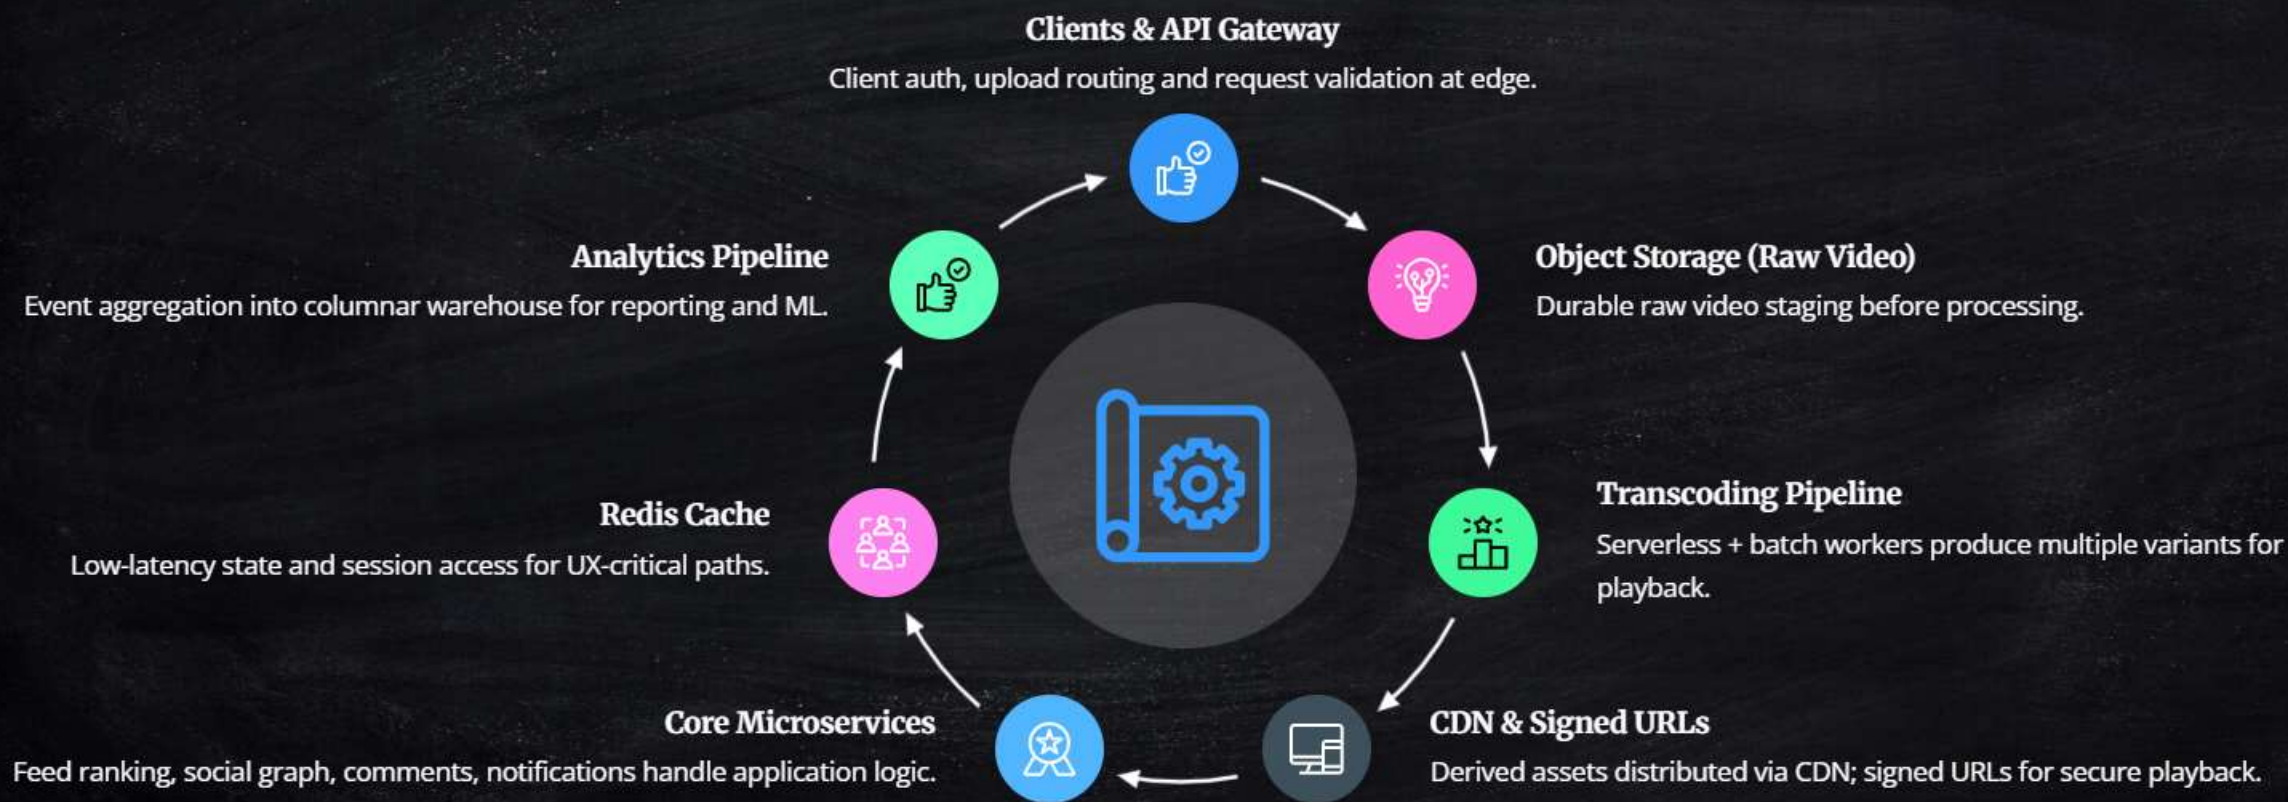 Clients & API Gateway
Client auth, upload routing and request validation at edge.
Object Storage (Raw Video)
Durable raw video staging before processing.
Transcoding Pipeline
Serverless + batch workers produce multiple variants for
playback.
CDN & Signed URLs
Derived assets distributed via CDN; signed URLs for secure playback.
Core Microservices
Feed ranking, social graph, comments, notifications handle application logic.
Redis Cache
Low-latency state and session access for UX-critical paths.
Analytics Pipeline
Event aggregation into columnar warehouse for reporting and ML.